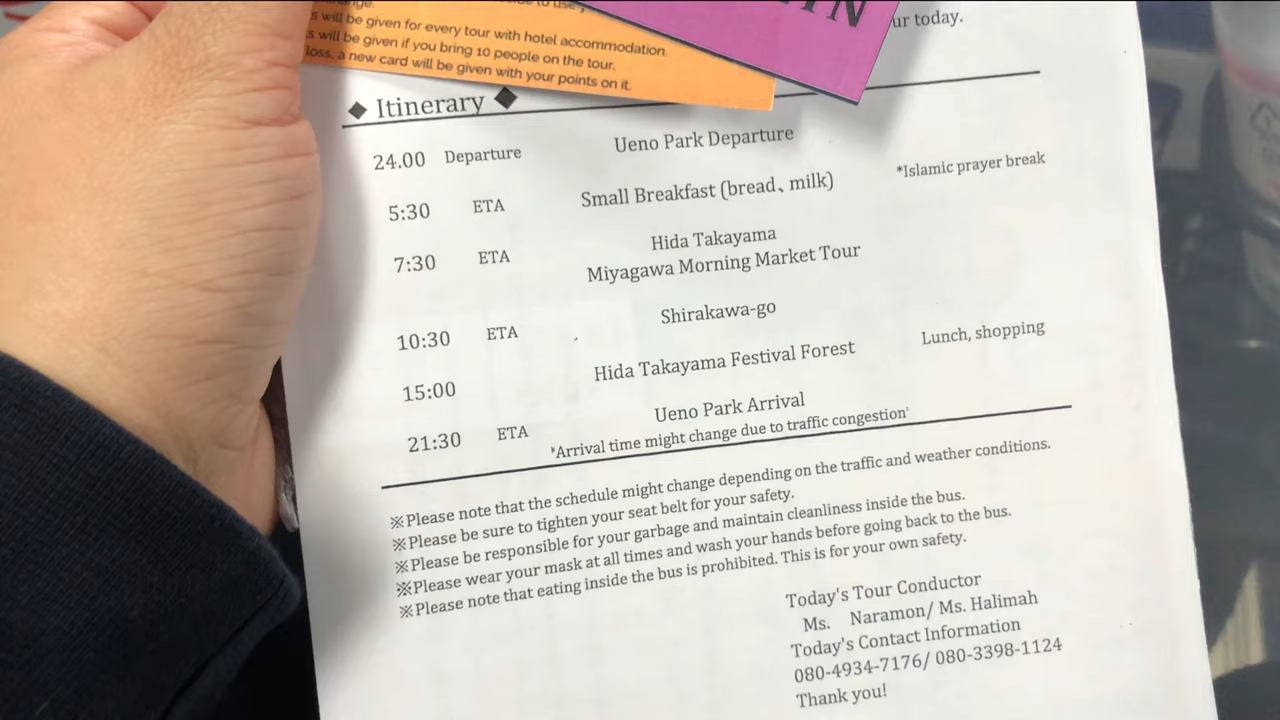 s will be given for every tour with hotel accommodation.
s will be given if you bring 10 people on the tour.
loss, a new card will be given with your points on it.
ur today.
◆ Itinerary ◆
24.00 Departure Ueno Park Departure
5:30 ETA Small Breakfast (bread、milk) *Islamic prayer break
7:30 ETA Hida Takayama
Miyagawa Morning Market Tour
10:30 ETA Shirakawa-go
15:00 Hida Takayama Festival Forest Lunch, shopping
21:30 ETA Ueno Park Arrival
*Arrival time might change due to traffic congestion*
※Please note that the schedule might change depending on the traffic and weather conditions.
※Please be sure to tighten your seat belt for your safety.
※Please be responsible for your garbage and maintain cleanliness inside the bus.
※Please wear your mask at all times and wash your hands before going back to the bus.
※Please note that eating inside the bus is prohibited. This is for your own safety.
Today's Tour Conductor
Ms. Naramon/ Ms. Halimah
Today's Contact Information
080-4934-7176/ 080-3398-1124
Thank you!